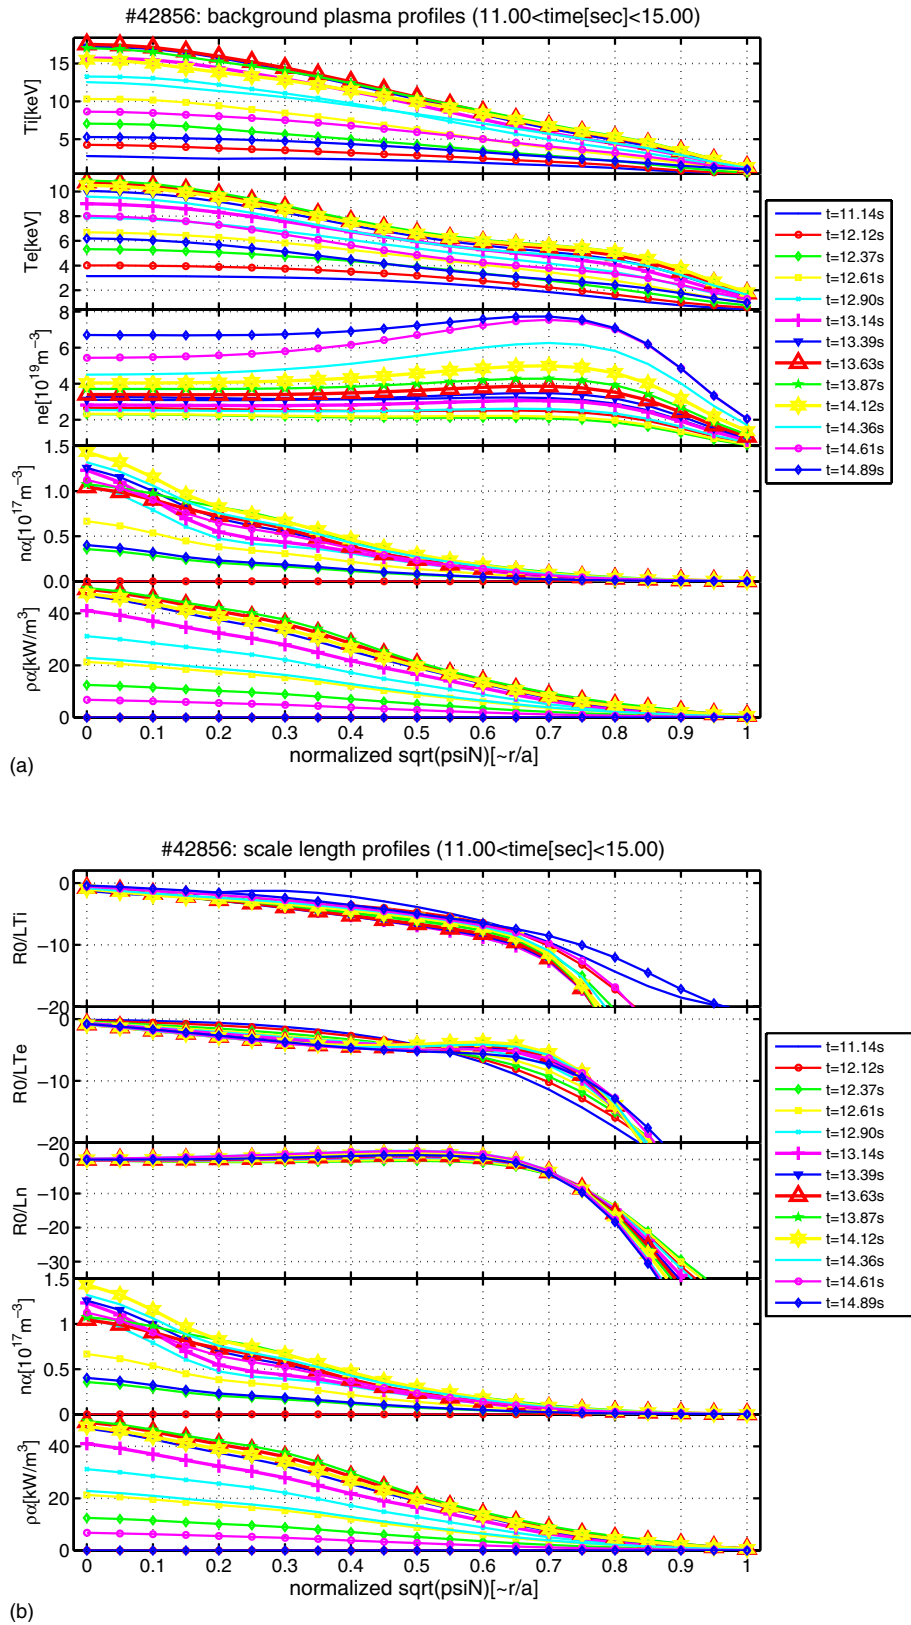 #42856: background plasma profiles (11.00<time[sec]<15.00)
Ti[keV]
15
10
5
Te[keV]
10
8
6
4
2
ne[10^19m^−3]
8
6
4
2
nα[10^17m^−3]
1.5
1.0
0.5
0.0
ρα[kW/m^3]
40
20
0
0 0.1 0.2 0.3 0.4 0.5 0.6 0.7 0.8 0.9 1
normalized sqrt(psiN)[~r/a]
t=11.14s
t=12.12s
t=12.37s
t=12.61s
t=12.90s
t=13.14s
t=13.39s
t=13.63s
t=13.87s
t=14.12s
t=14.36s
t=14.61s
t=14.89s
(a)
#42856: scale length profiles (11.00<time[sec]<15.00)
R0/LTi
0
−10
−20
R0/LTe
0
−10
−20
R0/Ln
0
−10
−20
−30
nα[10^17m^−3]
1.5
1
0.5
0
ρα[kW/m^3]
40
20
0
0 0.1 0.2 0.3 0.4 0.5 0.6 0.7 0.8 0.9 1
normalized sqrt(psiN)[~r/a]
t=11.14s
t=12.12s
t=12.37s
t=12.61s
t=12.90s
t=13.14s
t=13.39s
t=13.63s
t=13.87s
t=14.12s
t=14.36s
t=14.61s
t=14.89s
(b)